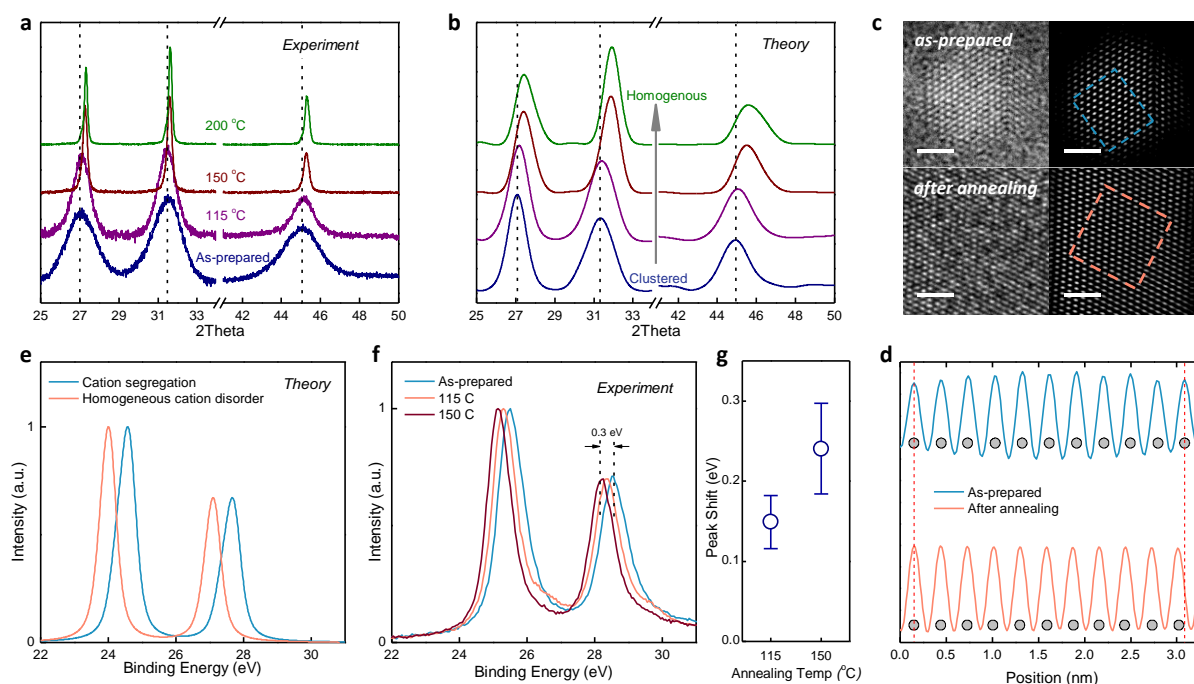 a
Experiment
200 °C
150 °C
115 °C
As-prepared
25 27 29 31 33 44 46 48 50
2Theta
b
Theory
Homogenous
Clustered
25 27 29 31 33 44 46 48 50
2Theta
c
as-prepared
after annealing
e
Cation segregation
Homogeneous cation disorder
Theory
1
0
Intensity (a.u.)
22 24 26 28 30
Binding Energy (eV)
f
As-prepared
115 C
150 C
Experiment
0.3 eV
1
0
Intensity (a.u.)
22 24 26 28 30
Binding Energy (eV)
g
0.3
0.2
0.1
0.0
Peak Shift (eV)
115 150
Annealing Temp (°C)
d
As-prepared
After annealing
0.0 0.5 1.0 1.5 2.0 2.5 3.0
Position (nm)